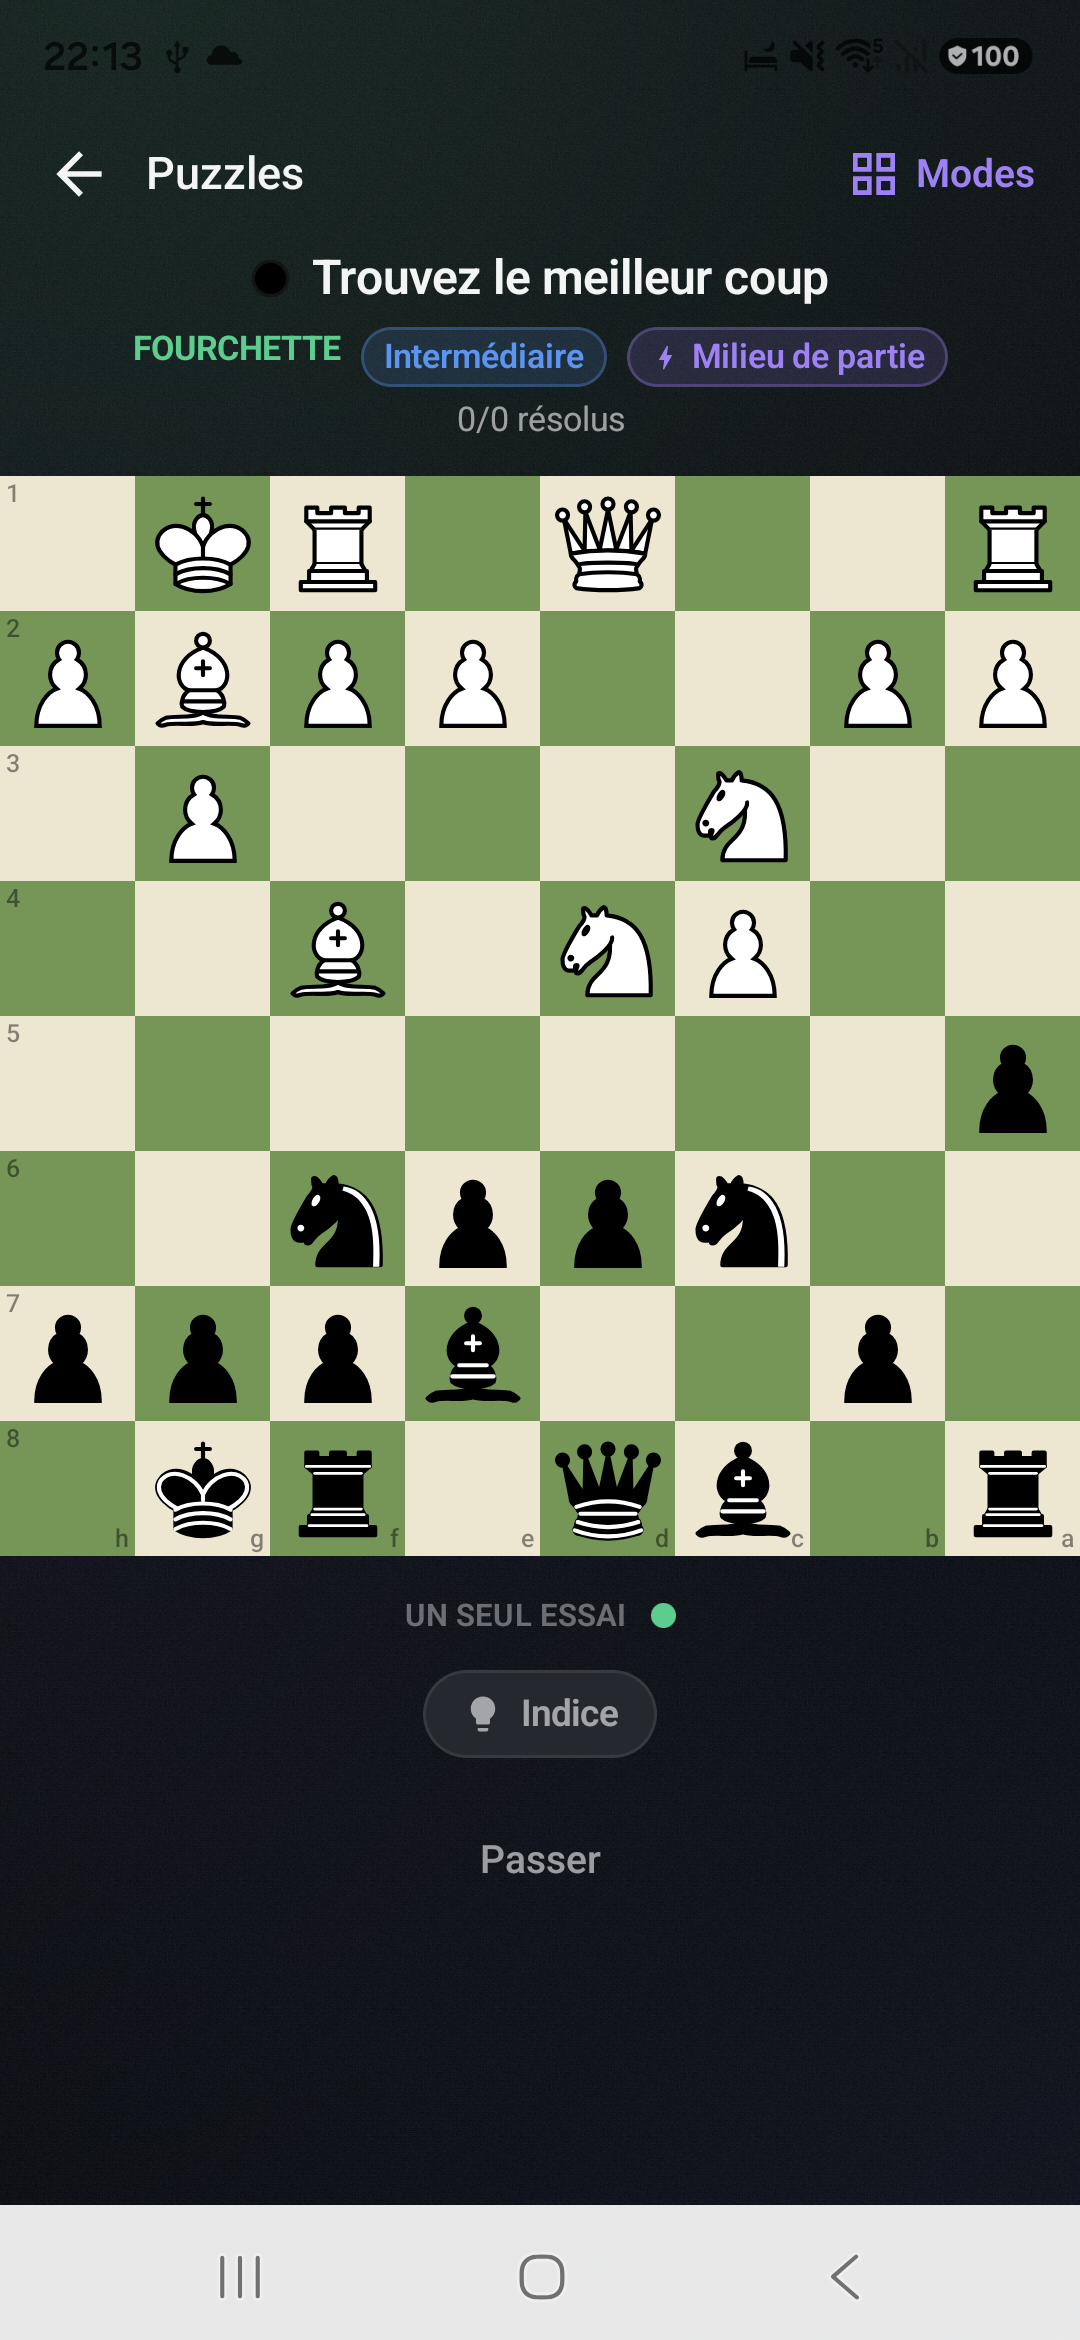 22:13
5
100
Puzzles
Modes
Trouvez le meilleur coup
FOURCHETTE
Intermédiaire
Milieu de partie
0/0 résolus
1
2
3
4
5
6
7
8
h g f e d c b a
UN SEUL ESSAI
Indice
Passer